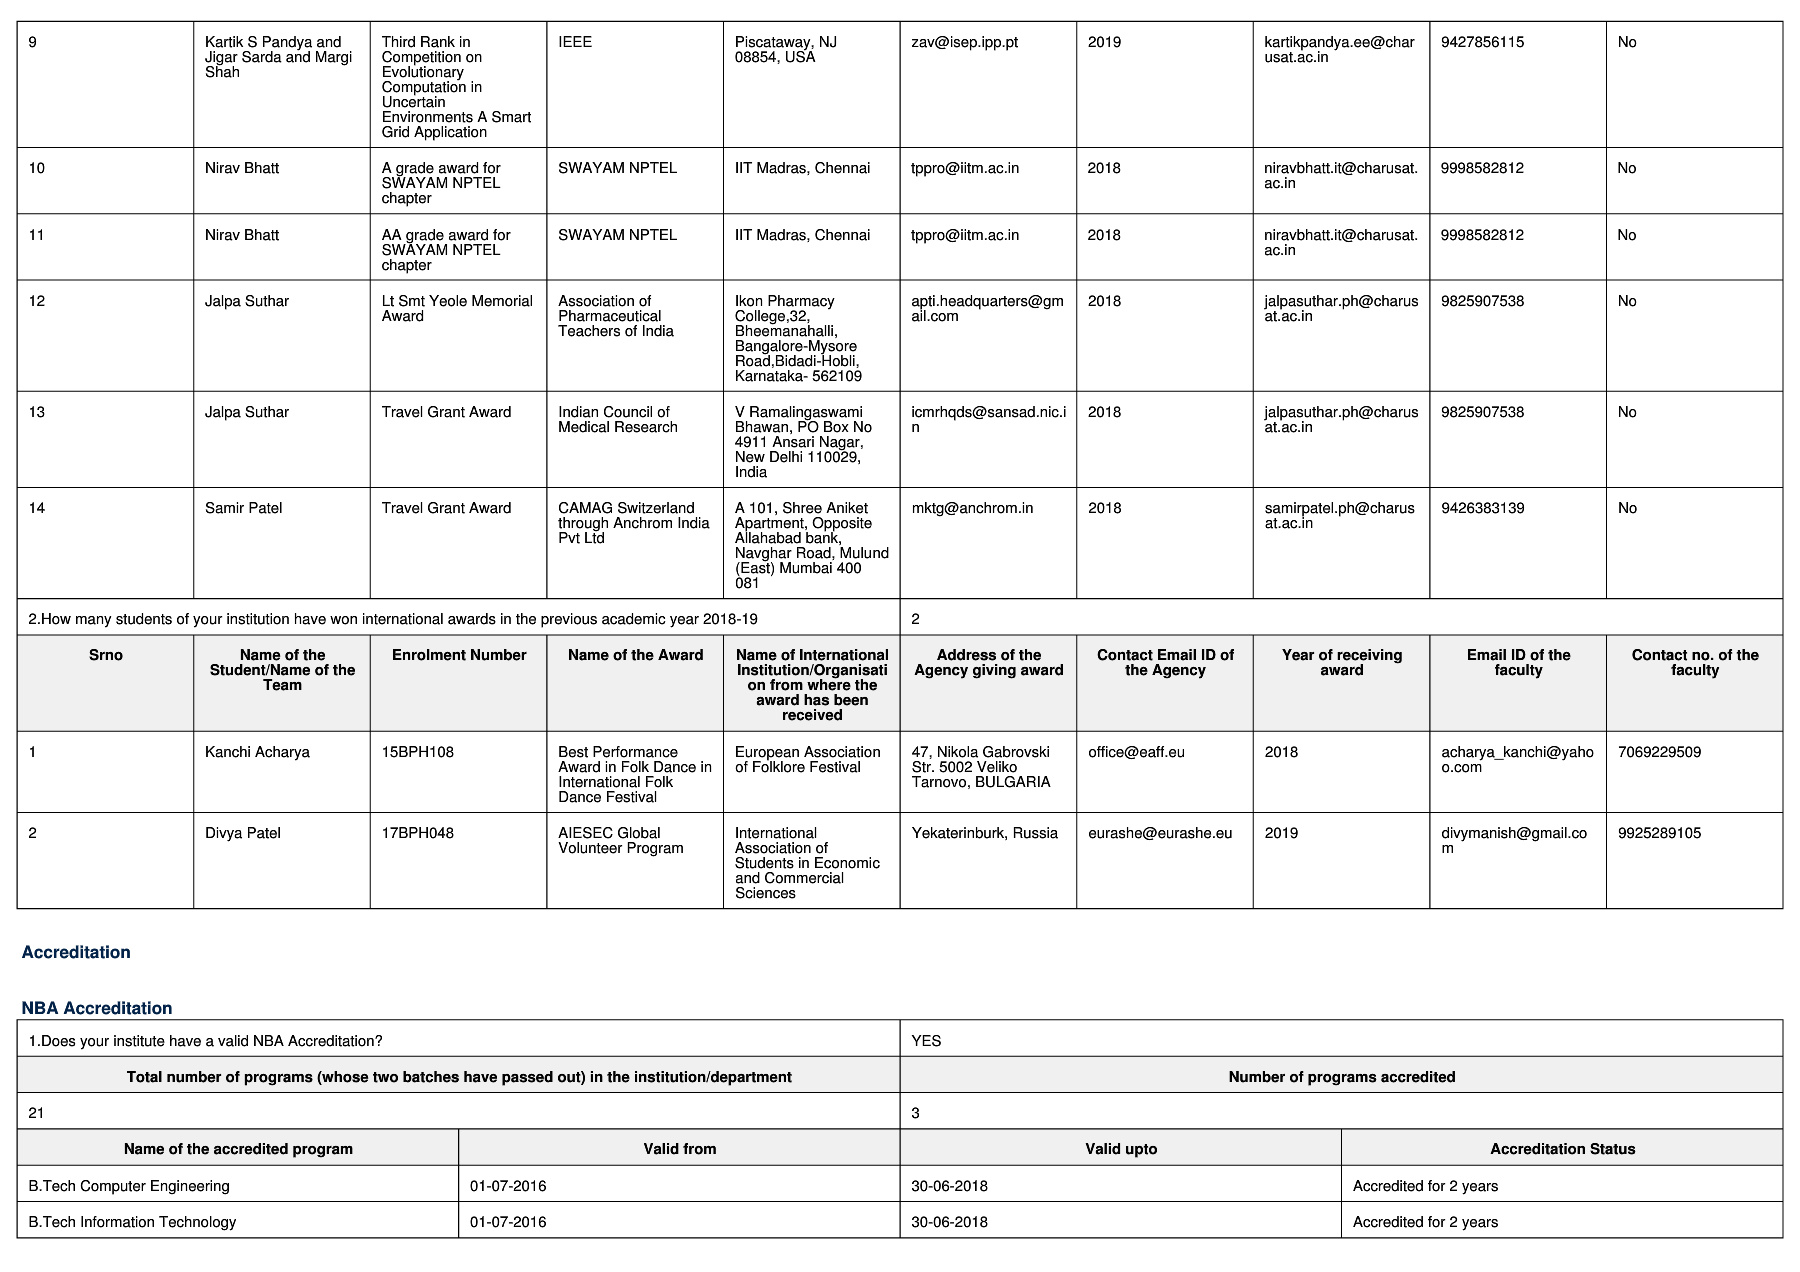 9
Kartik S Pandya and
Jigar Sarda and Margi
Shah
Third Rank in
Competition on
Evolutionary
Computation in
Uncertain
Environments A Smart
Grid Application
IEEE
Piscataway, NJ
08854, USA
zav@isep.ipp.pt
2019
kartikpandya.ee@char
usat.ac.in
9427856115
No
10
Nirav Bhatt
A grade award for
SWAYAM NPTEL
chapter
SWAYAM NPTEL
IIT Madras, Chennai
tppro@iitm.ac.in
2018
niravbhatt.it@charusat.
ac.in
9998582812
No
11
Nirav Bhatt
AA grade award for
SWAYAM NPTEL
chapter
SWAYAM NPTEL
IIT Madras, Chennai
tppro@iitm.ac.in
2018
niravbhatt.it@charusat.
ac.in
9998582812
No
12
Jalpa Suthar
Lt Smt Yeole Memorial
Award
Association of
Pharmaceutical
Teachers of India
Ikon Pharmacy
College,32,
Bheemanahalli,
Bangalore-Mysore
Road,Bidadi-Hobli,
Karnataka- 562109
apti.headquarters@gm
ail.com
2018
jalpasuthar.ph@charus
at.ac.in
9825907538
No
13
Jalpa Suthar
Travel Grant Award
Indian Council of
Medical Research
V Ramalingaswami
Bhawan, PO Box No
4911 Ansari Nagar,
New Delhi 110029,
India
icmrhqds@sansad.nic.i
n
2018
jalpasuthar.ph@charus
at.ac.in
9825907538
No
14
Samir Patel
Travel Grant Award
CAMAG Switzerland
through Anchrom India
Pvt Ltd
A 101, Shree Aniket
Apartment, Opposite
Allahabad bank,
Navghar Road, Mulund
(East) Mumbai 400
081
mktg@anchrom.in
2018
samirpatel.ph@charus
at.ac.in
9426383139
No
2.How many students of your institution have won international awards in the previous academic year 2018-19
2
Srno
Name of the
Student/Name of the
Team
Enrolment Number
Name of the Award
Name of International
Institution/Organisati
on from where the
award has been
received
Address of the
Agency giving award
Contact Email ID of
the Agency
Year of receiving
award
Email ID of the
faculty
Contact no. of the
faculty
1
Kanchi Acharya
15BPH108
Best Performance
Award in Folk Dance in
International Folk
Dance Festival
European Association
of Folklore Festival
47, Nikola Gabrovski
Str. 5002 Veliko
Tarnovo, BULGARIA
office@eaff.eu
2018
acharya_kanchi@yaho
o.com
7069229509
2
Divya Patel
17BPH048
AIESEC Global
Volunteer Program
International
Association of
Students in Economic
and Commercial
Sciences
Yekaterinburk, Russia
eurashe@eurashe.eu
2019
divymanish@gmail.co
m
9925289105
Accreditation
NBA Accreditation
1.Does your institute have a valid NBA Accreditation?
YES
Total number of programs (whose two batches have passed out) in the institution/department
Number of programs accredited
21
3
Name of the accredited program
Valid from
Valid upto
Accreditation Status
B.Tech Computer Engineering
01-07-2016
30-06-2018
Accredited for 2 years
B.Tech Information Technology
01-07-2016
30-06-2018
Accredited for 2 years